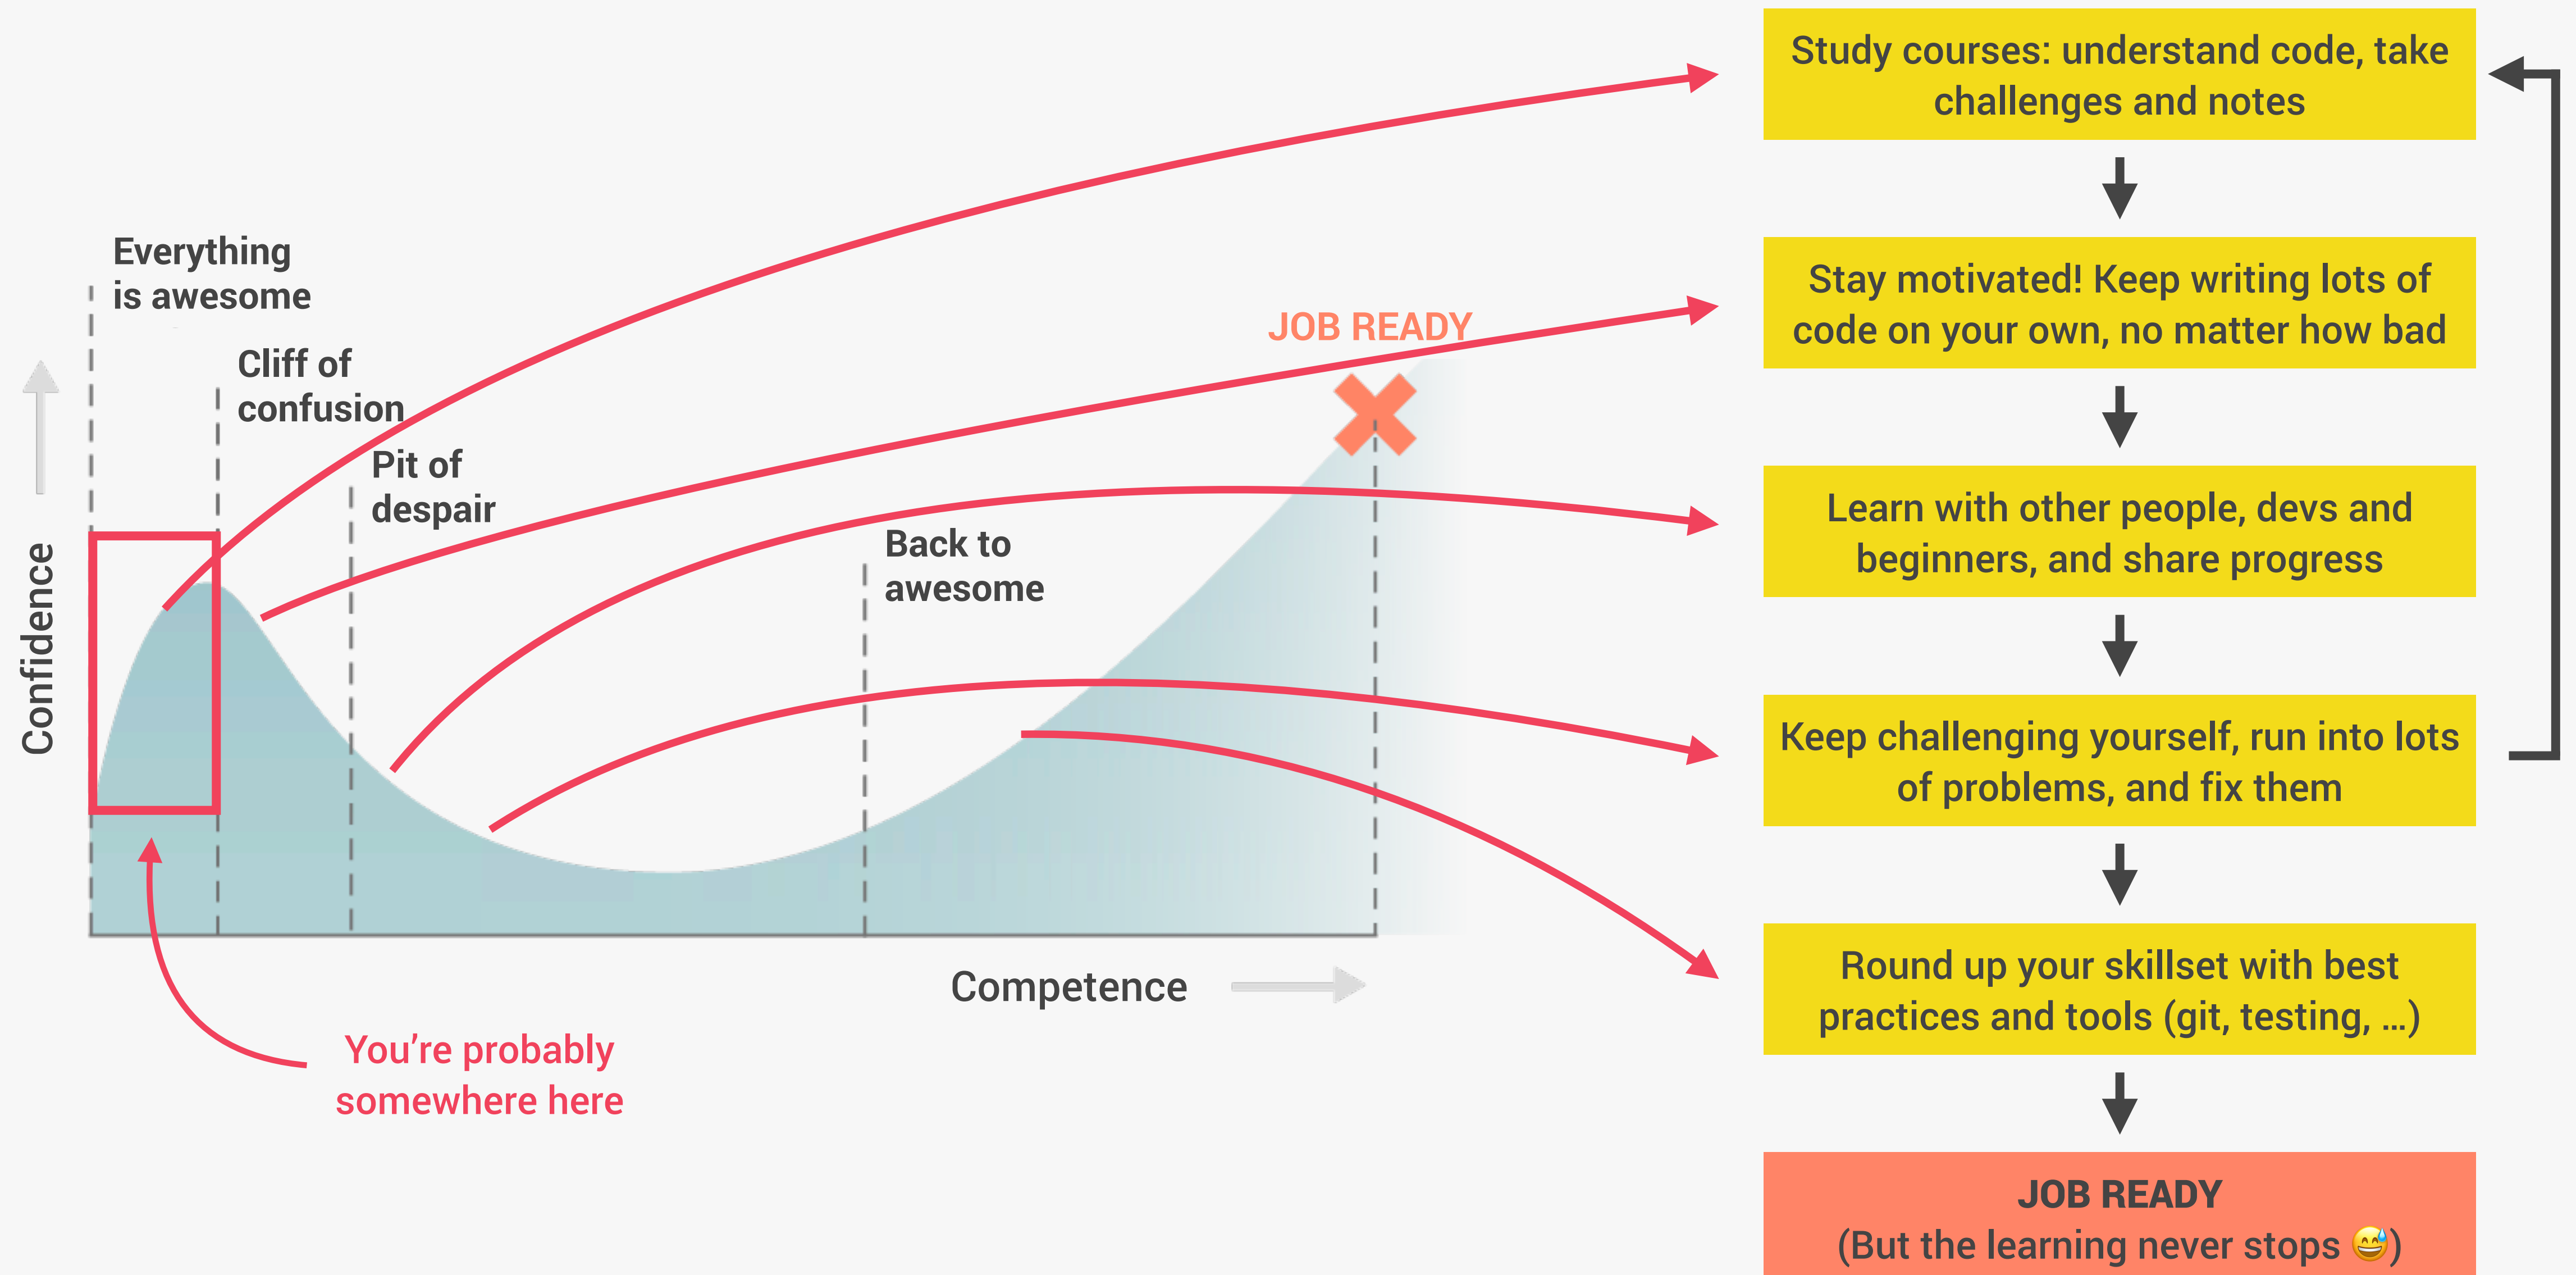 Everything
is awesome
Cliff of
confusion
Pit of
despair
Back to
awesome
JOB READY
Confidence
Competence
You’re probably
somewhere here
Study courses: understand code, take
challenges and notes
Stay motivated! Keep writing lots of
code on your own, no matter how bad
Learn with other people, devs and
beginners, and share progress
Keep challenging yourself, run into lots
of problems, and fix them
Round up your skillset with best
practices and tools (git, testing, …)
JOB READY
(But the learning never stops 😅)